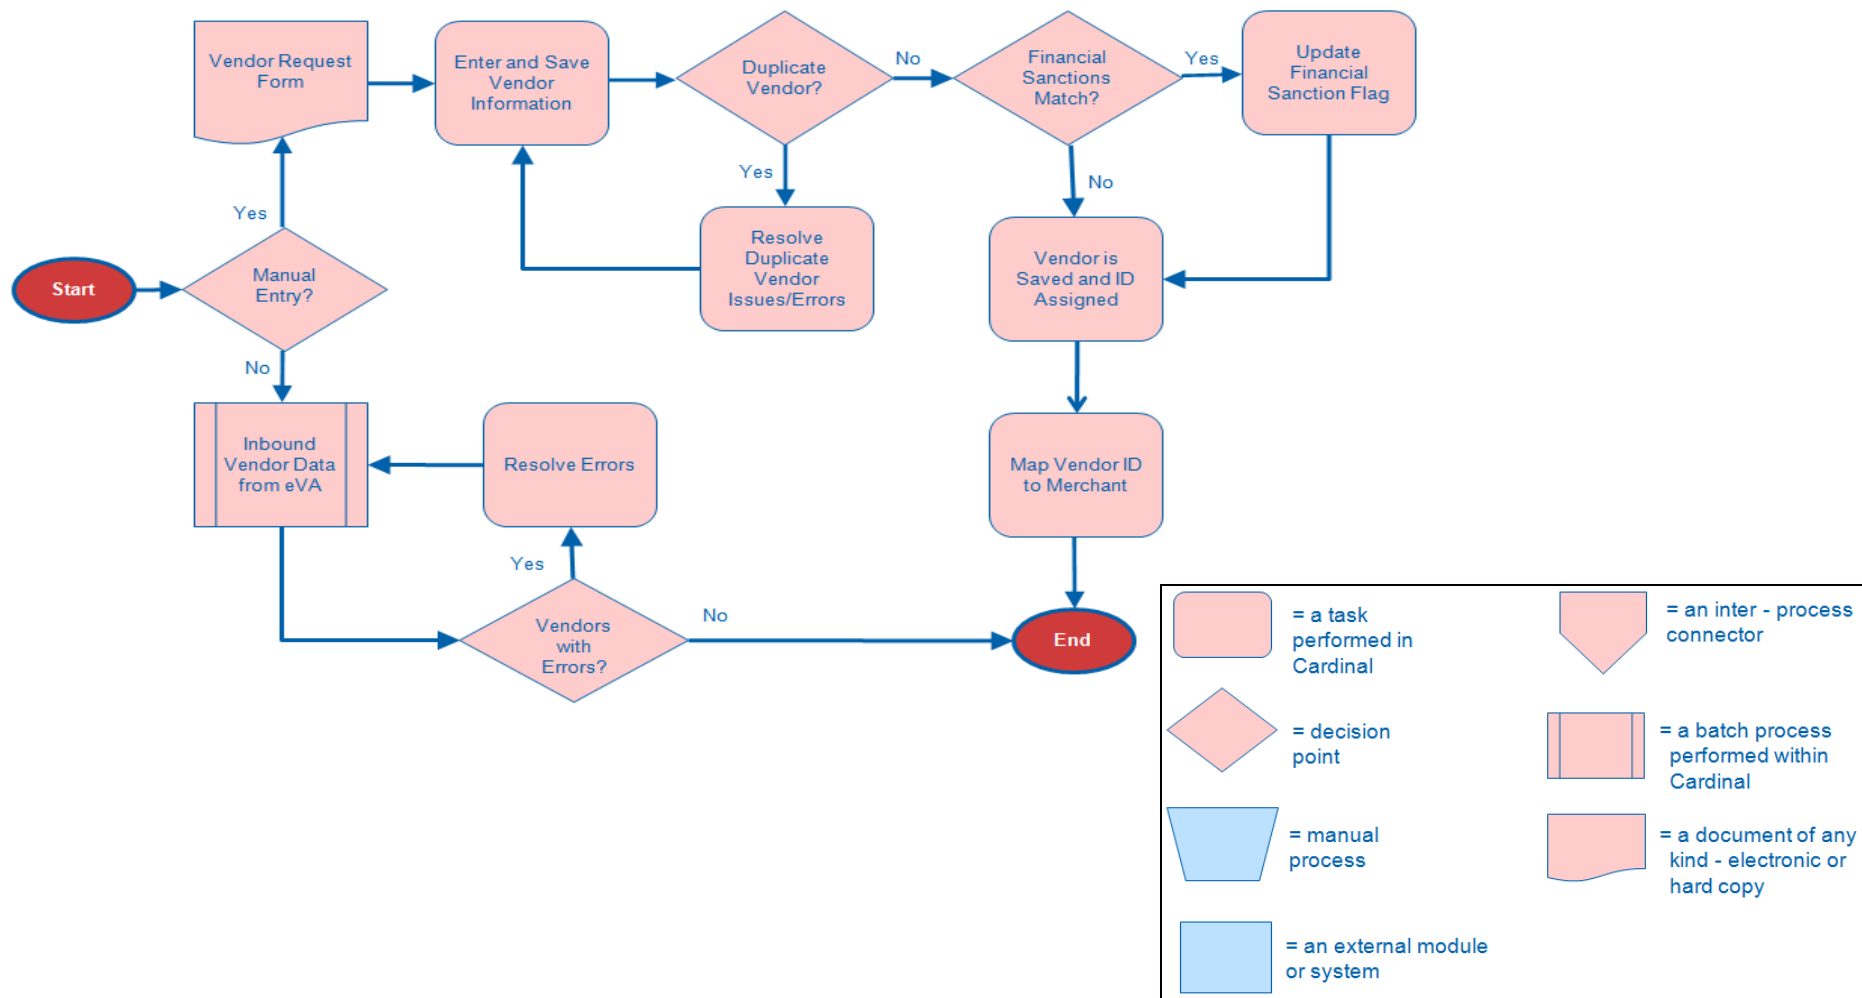 Vendor Request
Form
Enter and Save
Vendor
Information
Duplicate
Vendor?
No
Financial
Sanctions
Match?
Yes
Update
Financial
Sanction Flag
Yes
No
Yes
Resolve
Duplicate
Vendor
Issues/Errors
Vendor is
Saved and ID
Assigned
Start
Manual
Entry?
No
Inbound
Vendor Data
from eVA
Resolve Errors
Map Vendor ID
to Merchant
Yes
Vendors
with
Errors?
No
End
= a task
performed in
Cardinal
= an inter - process
connector
= decision
point
= a batch process
performed within
Cardinal
= manual
process
= a document of any
kind - electronic or
hard copy
= an external module
or system